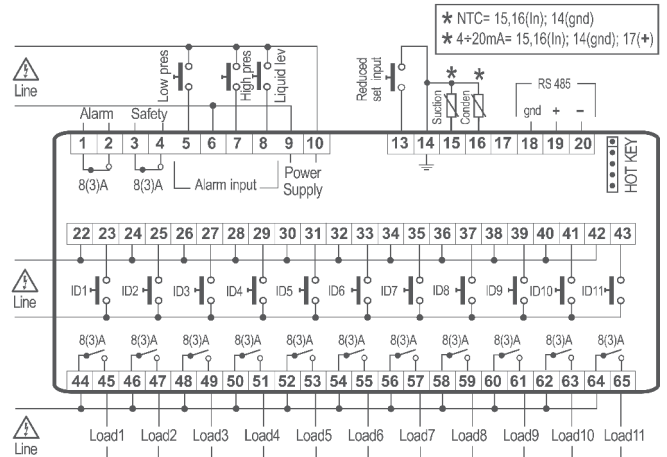 * NTC= 15,16(In); 14(gnd)
* 4÷20mA= 15,16(In); 14(gnd); 17(+)
Line
Low pres
High pres
Liquid lev
Reduced
set input
*
*
Suction
Conden
RS 485
gnd + −
Alarm Safety
1 2 3 4 5 6 7 8 9 10 13 14 15 16 17 18 19 20
8(3)A 8(3)A Alarm input Power
Supply
HOT KEY
22 23 24 25 26 27 28 29 30 31 32 33 34 35 36 37 38 39 40 41 42 43
Line
ID1 ID2 ID3 ID4 ID5 ID6 ID7 ID8 ID9 ID10 ID11
8(3)A 8(3)A 8(3)A 8(3)A 8(3)A 8(3)A 8(3)A 8(3)A 8(3)A 8(3)A 8(3)A
44 45 46 47 48 49 50 51 52 53 54 55 56 57 58 59 60 61 62 63 64 65
Line
Load1 Load2 Load3 Load4 Load5 Load6 Load7 Load8 Load9 Load10 Load11